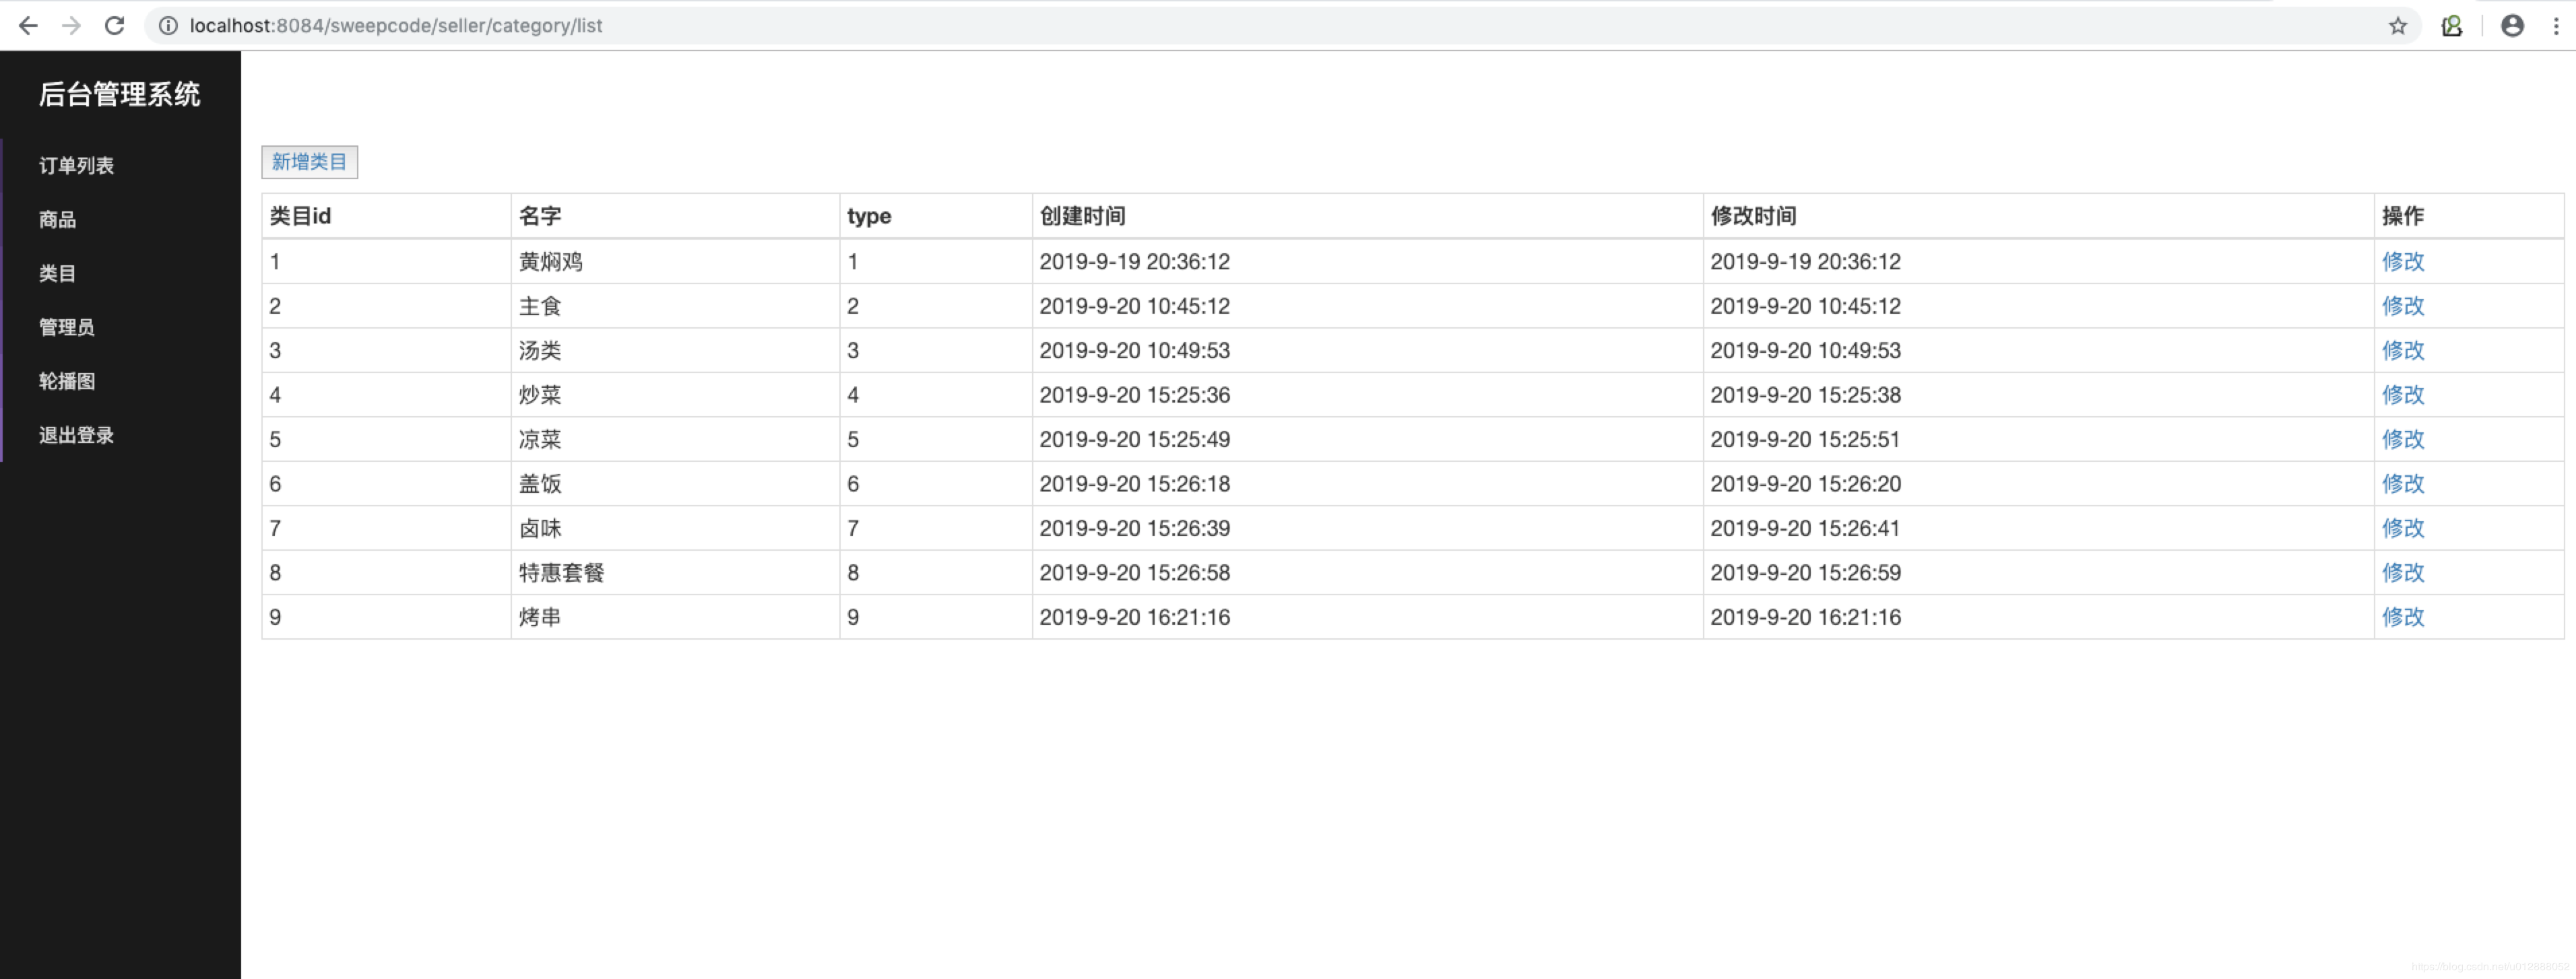 localhost:8084/sweepcode/seller/category/list
后台管理系统
订单列表
商品
类目
管理员
轮播图
退出登录
新增类目
类目id 名字 type 创建时间 修改时间 操作
1 黄焖鸡 1 2019-9-19 20:36:12 2019-9-19 20:36:12 修改
2 主食 2 2019-9-20 10:45:12 2019-9-20 10:45:12 修改
3 汤类 3 2019-9-20 10:49:53 2019-9-20 10:49:53 修改
4 炒菜 4 2019-9-20 15:25:36 2019-9-20 15:25:38 修改
5 凉菜 5 2019-9-20 15:25:49 2019-9-20 15:25:51 修改
6 盖饭 6 2019-9-20 15:26:18 2019-9-20 15:26:20 修改
7 卤味 7 2019-9-20 15:26:39 2019-9-20 15:26:41 修改
8 特惠套餐 8 2019-9-20 15:26:58 2019-9-20 15:26:59 修改
9 烤串 9 2019-9-20 16:21:16 2019-9-20 16:21:16 修改